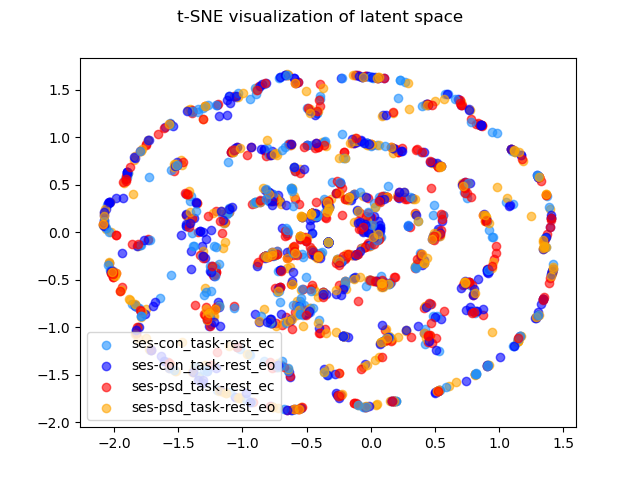 t-SNE visualization of latent space
1.5
1.0
0.5
0.0
−0.5
−1.0
−1.5
−2.0
ses-con_task-rest_ec
ses-con_task-rest_eo
ses-psd_task-rest_ec
ses-psd_task-rest_eo
−2.0 −1.5 −1.0 −0.5 0.0 0.5 1.0 1.5